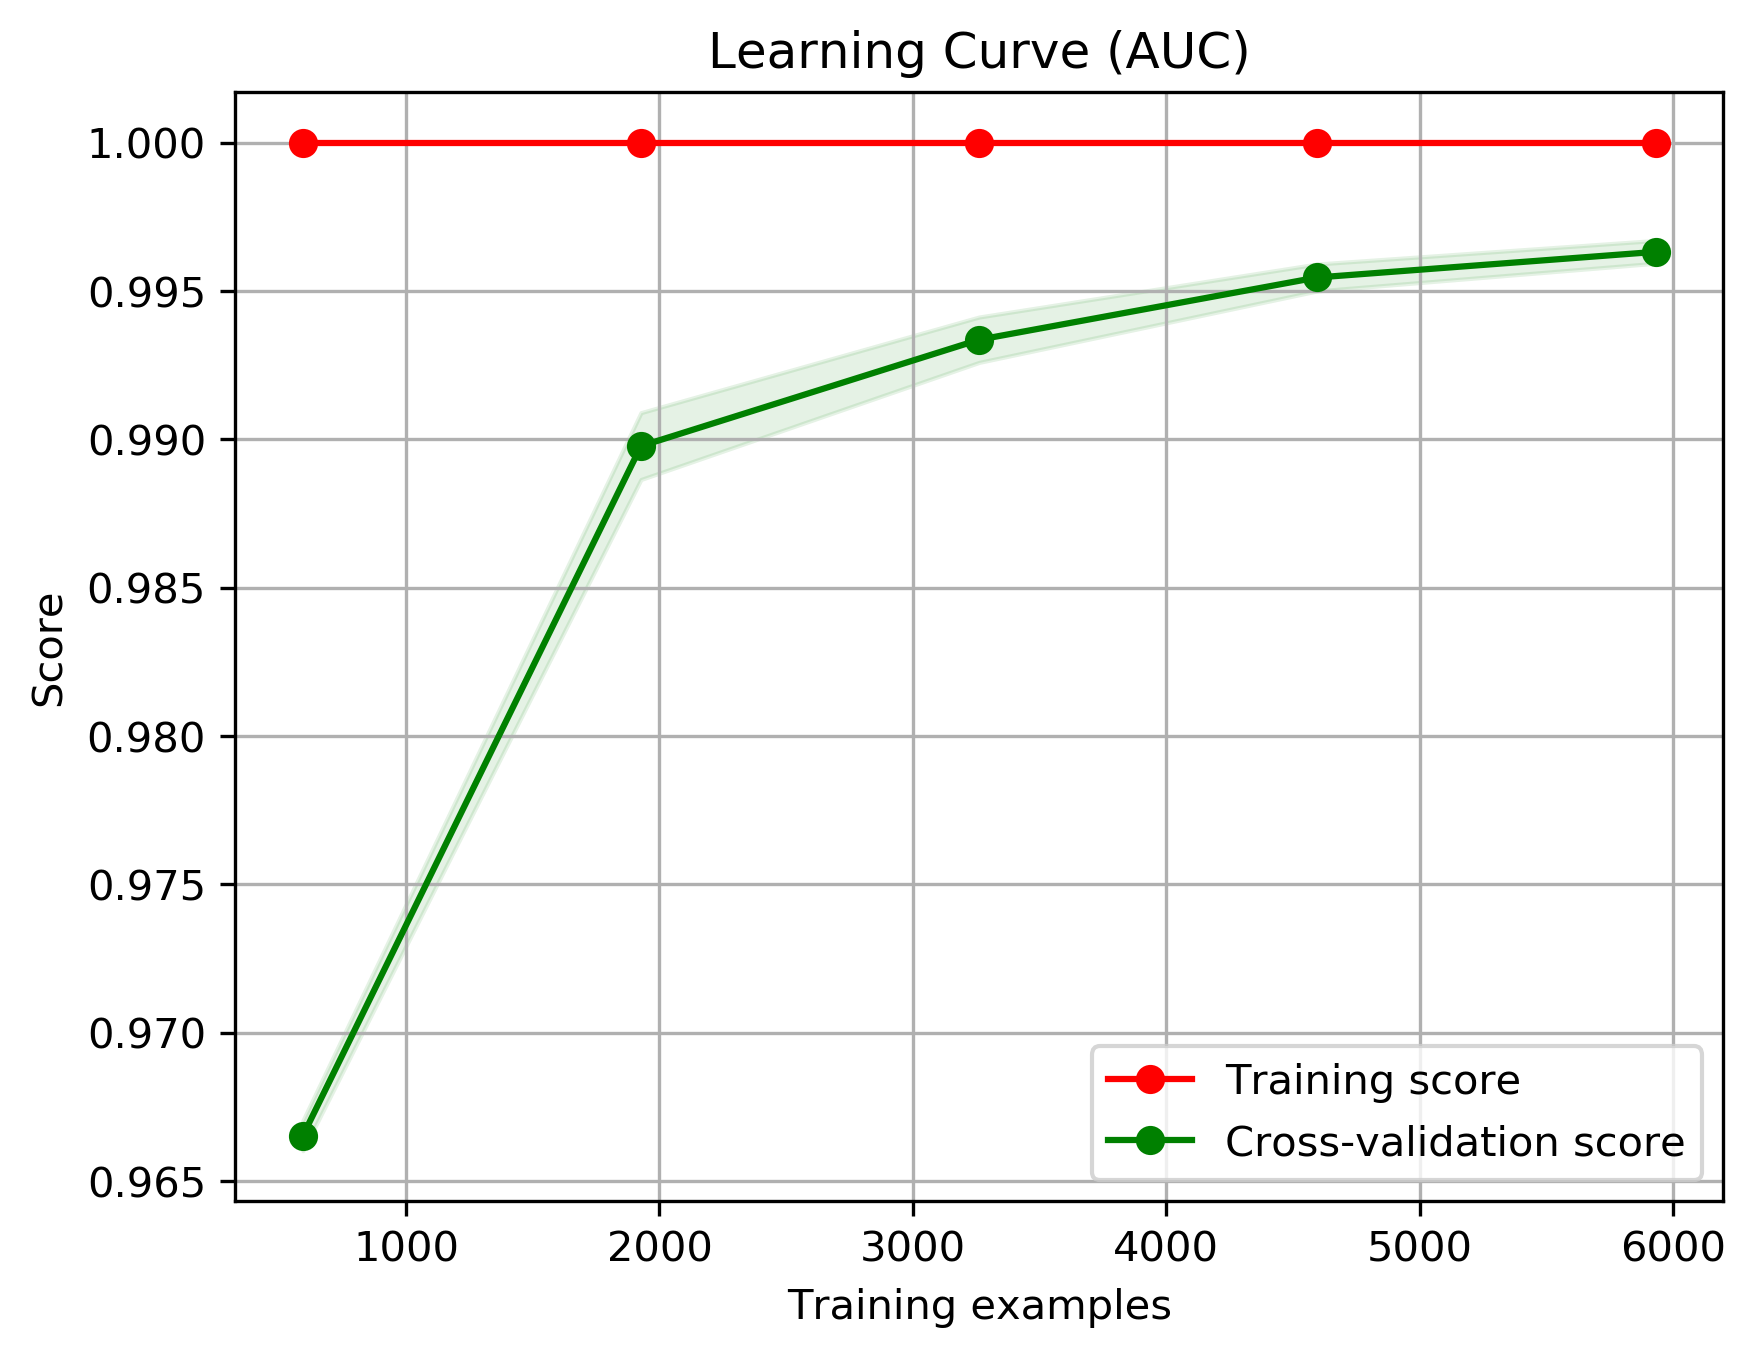 Learning Curve (AUC)
1.000
0.995
0.990
0.985
0.980
0.975
0.970
0.965
Score
Training score
Cross-validation score
1000 2000 3000 4000 5000 6000
Training examples